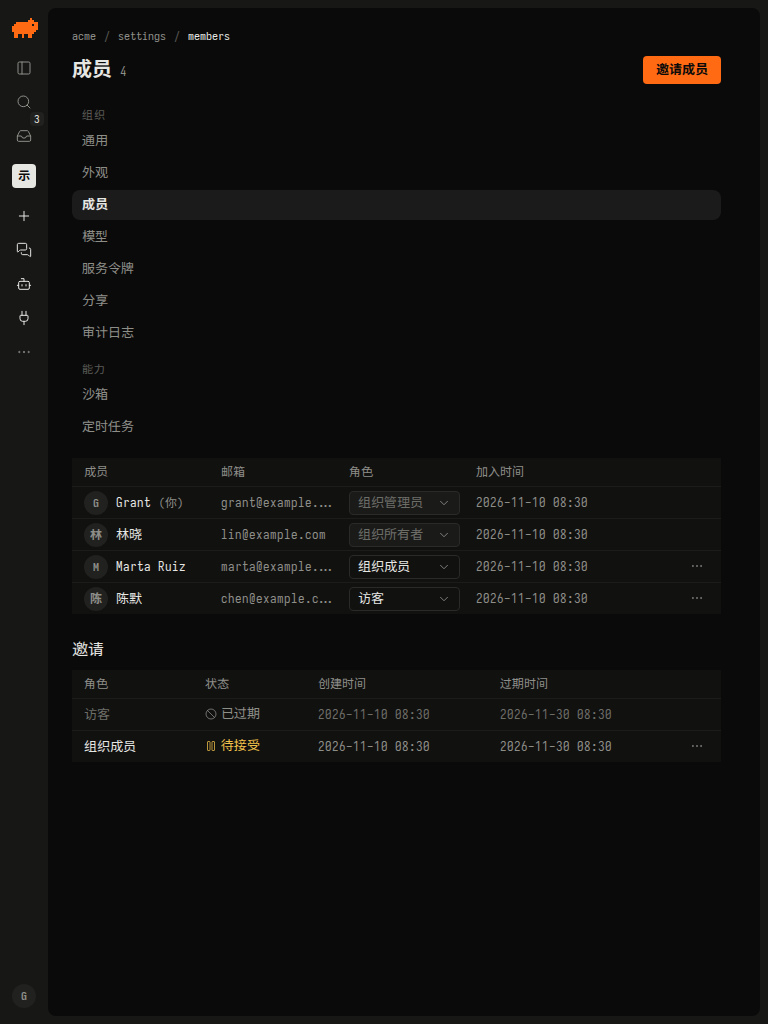 acme / settings / members
成员 4
邀请成员
3
示
组织
通用
外观
成员
模型
服务令牌
分享
审计日志
能力
沙箱
定时任务
成员 邮箱 角色 加入时间
G Grant (你) grant@example.... 组织管理员 2026-11-10 08:30
林 林晓 lin@example.com 组织所有者 2026-11-10 08:30
M Marta Ruiz marta@example.... 组织成员 2026-11-10 08:30 ...
陈 陈默 chen@example.c... 访客 2026-11-10 08:30 ...
邀请
角色 状态 创建时间 过期时间
访客 已过期 2026-11-10 08:30 2026-11-30 08:30
组织成员 待接受 2026-11-10 08:30 2026-11-30 08:30 ...
G